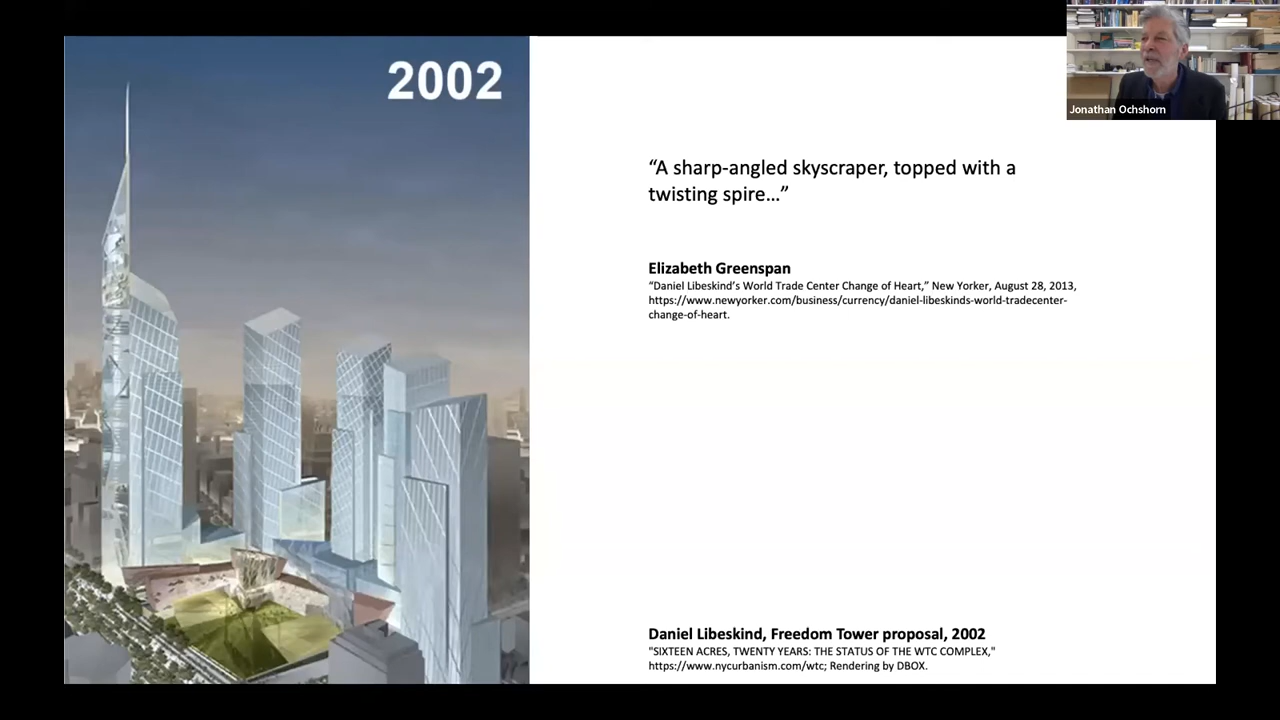 2002
Jonathan Ochshorn
“A sharp-angled skyscraper, topped with a
twisting spire…”
Elizabeth Greenspan
“Daniel Libeskind’s World Trade Center Change of Heart,” New Yorker, August 28, 2013,
https://www.newyorker.com/business/currency/daniel-libeskinds-world-tradecenter-
change-of-heart.
Daniel Libeskind, Freedom Tower proposal, 2002
"SIXTEEN ACRES, TWENTY YEARS: THE STATUS OF THE WTC COMPLEX,"
https://www.nycurbanism.com/wtc; Rendering by DBOX.